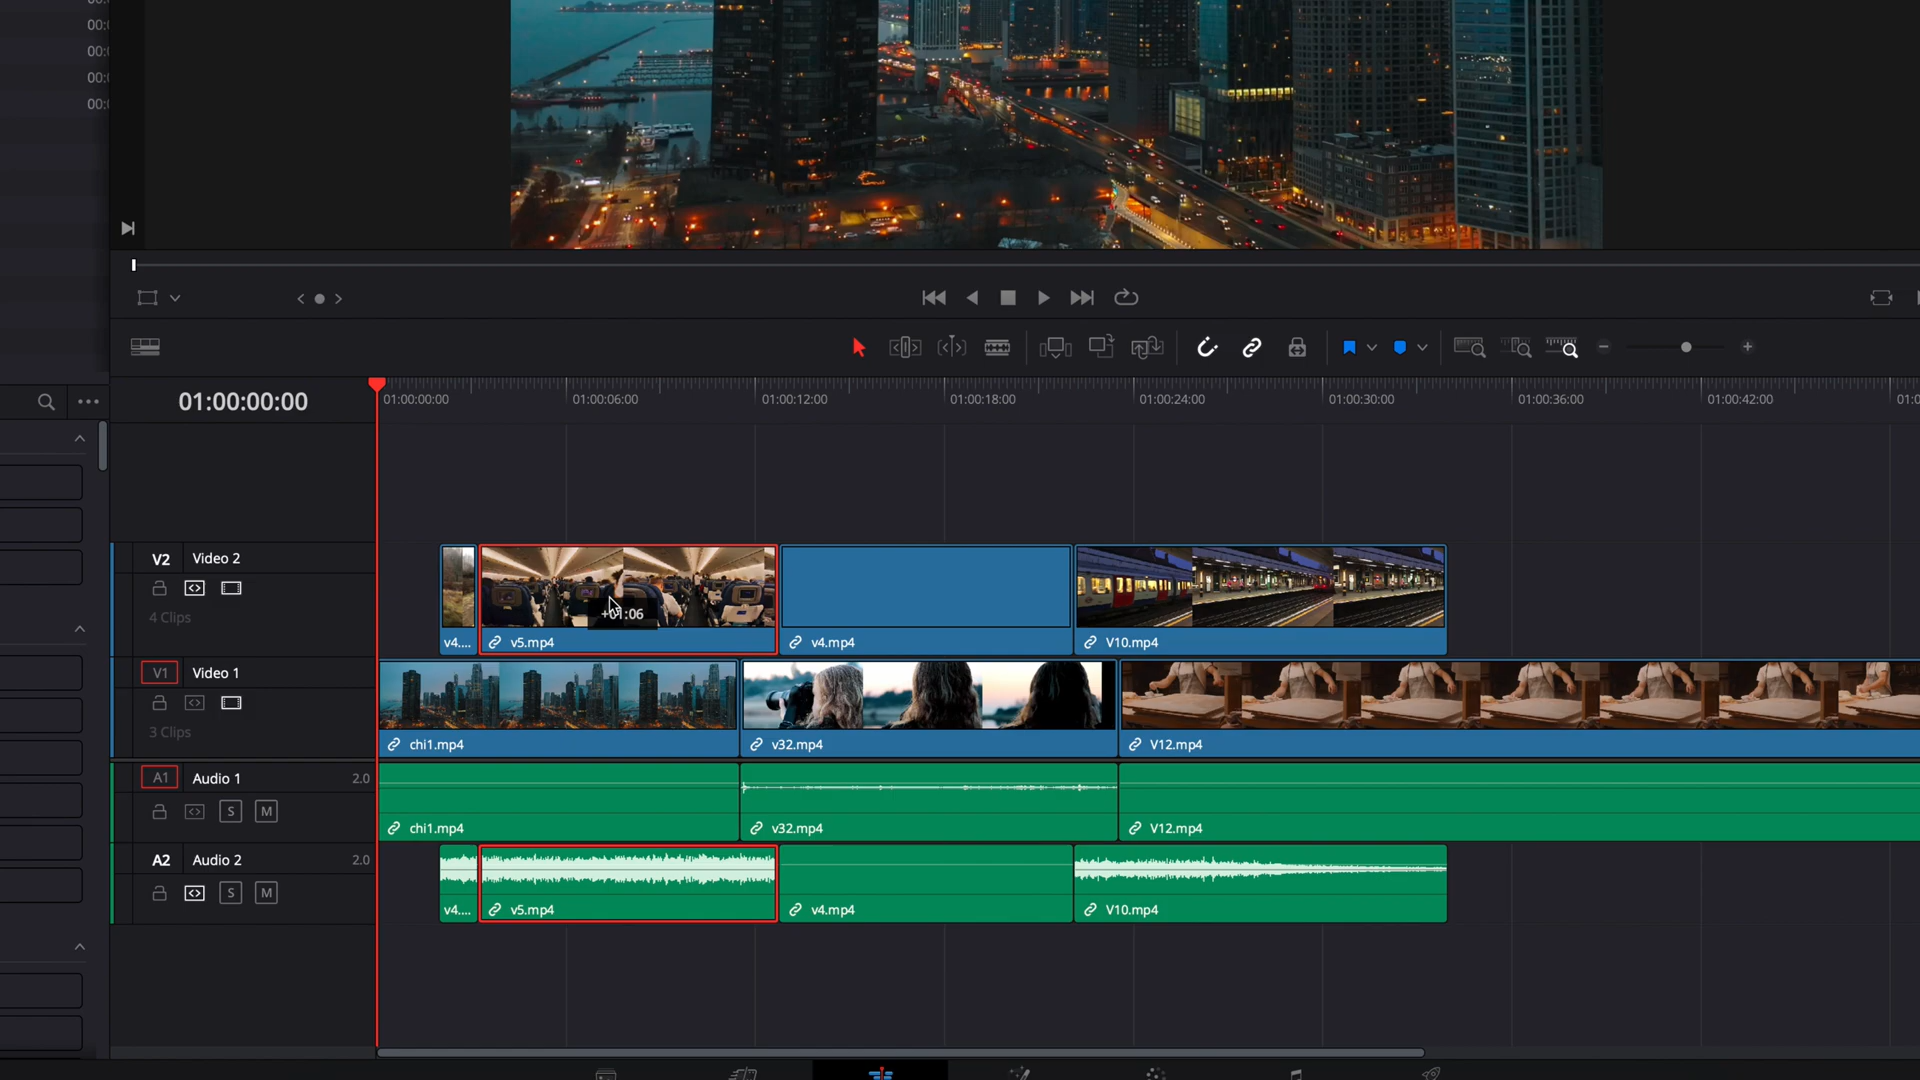 00:(
00:(
00:(
00:(
01:00:00:00
01:00:00:00
01:00:06:00
01:00:12:00
01:00:18:00
01:00:24:00
01:00:30:00
01:00:36:00
01:00:42:00
01:0
V2 Video 2
4 Clips
+01:06
v4....
v5.mp4
v4.mp4
V10.mp4
V1 Video 1
3 Clips
chi1.mp4
v32.mp4
V12.mp4
A1 Audio 1 2.0
S M
chi1.mp4
v32.mp4
V12.mp4
A2 Audio 2 2.0
S M
v4....
v5.mp4
v4.mp4
V10.mp4